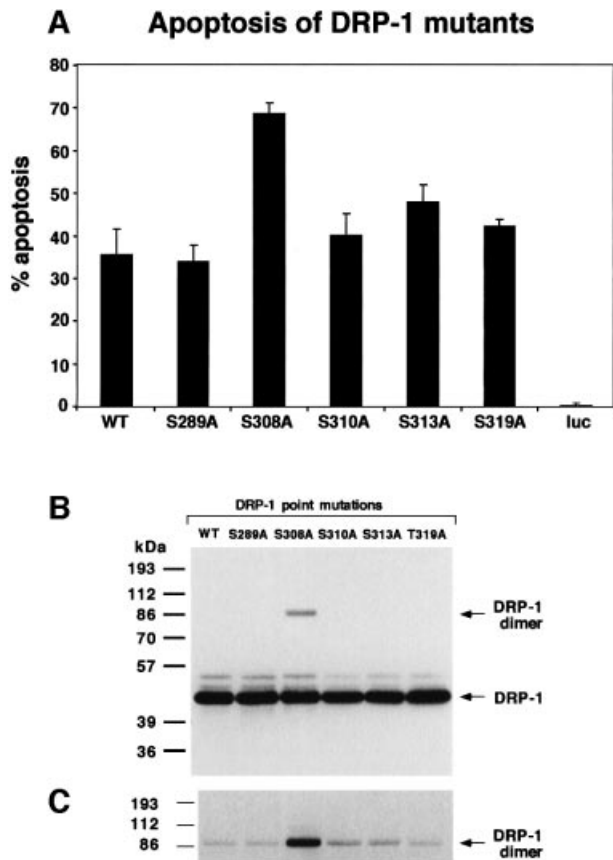 A Apoptosis of DRP-1 mutants
% apoptosis
80
70
60
50
40
30
20
10
0
WT S289A S308A S310A S313A S319A luc
B
DRP-1 point mutations
WT S289A S308A S310A S313A T319A
kDa
193
112
86
70
57
39
36
DRP-1 dimer
DRP-1
C
193
112
86
DRP-1 dimer